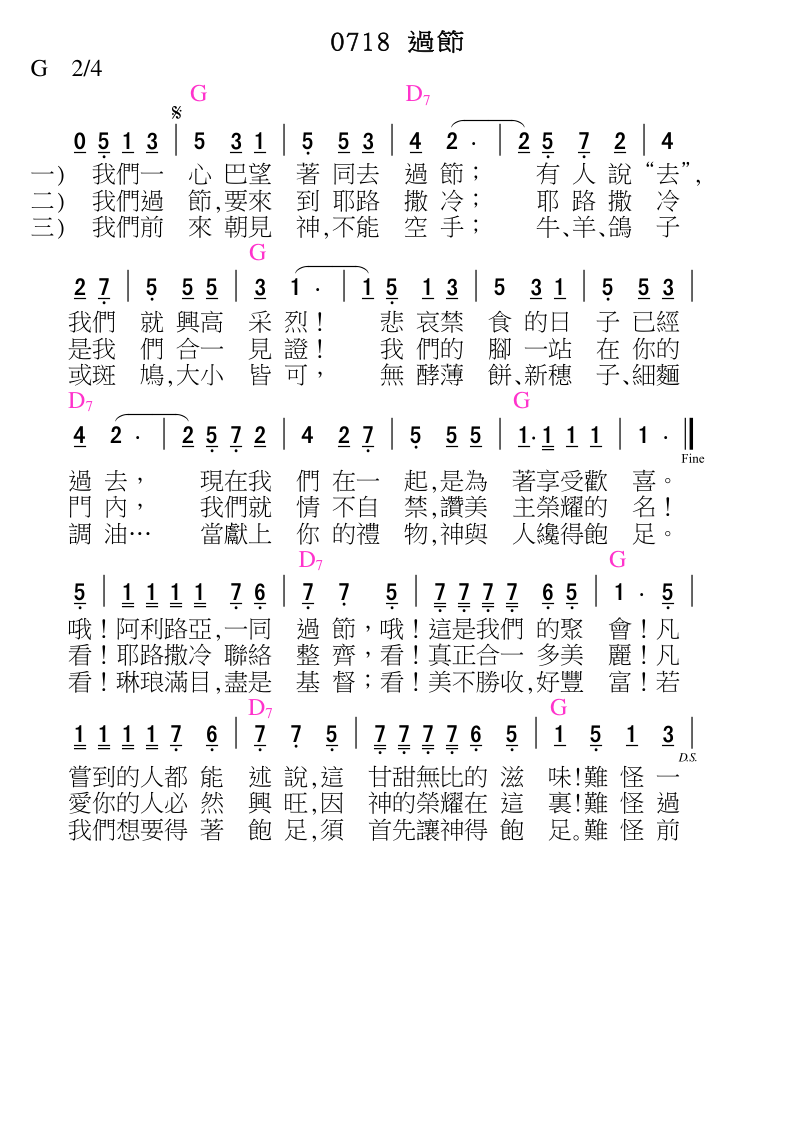 0718 過節
G 2/4
G D7
0 5 1 3 | 5 3 1 | 5 5 3 | 4 2 · | 2 5 7 2 | 4
一) 我們一 心 巴望 著 同去 過 節； 有 人 說 “去”，
二) 我們過 節，要來 到 耶路 撒 冷； 耶 路 撒 冷
三) 我們前 來 朝見 神，不能 空 手； 牛、羊、鴿 子
G
2 7 | 5 5 5 | 3 1 · | 1 5 1 3 | 5 3 1 | 5 5 3 |
我們 就 興高 采 烈！ 悲 哀禁 食 的日 子 已經
是我 們 合一 見 證！ 我 們的 腳 一站 在 你的
或斑 鳩，大小 皆 可， 無 酵薄 餅、新穗 子、細麵
D7 G
4 2 · | 2 5 7 2 | 4 2 7 | 5 5 5 | 1· 1 1 1 | 1 · ‖
Fine
過 去， 現在我 們 在一 起，是為 著享受歡 喜。
門 內， 我們就 情 不自 禁，讚美 主榮耀的 名！
調 油… 當獻上 你 的禮 物，神與 人纔得飽 足。
D7 G
5 | 1 1 1 1 7 6 | 7 7 5 | 7 7 7 7 6 5 | 1 · 5 |
哦！阿利路亞，一同 過 節，哦！這是我們 的聚 會！凡
看！耶路撒冷 聯絡 整 齊，看！真正合一 多美 麗！凡
看！琳琅滿目，盡是 基 督；看！美不勝收，好豐 富！若
D7 G
1 1 1 1 7 6 | 7 7 5 | 7 7 7 7 6 5 | 1 5 1 3 |
D.S.
嘗到的人都 能 述 說，這 甘甜無比的 滋 味！難 怪 一
愛你的人必 然 興 旺，因 神的榮耀在 這 裏！難 怪 過
我們想要得 著 飽 足，須 首先讓神得 飽 足。難 怪 前